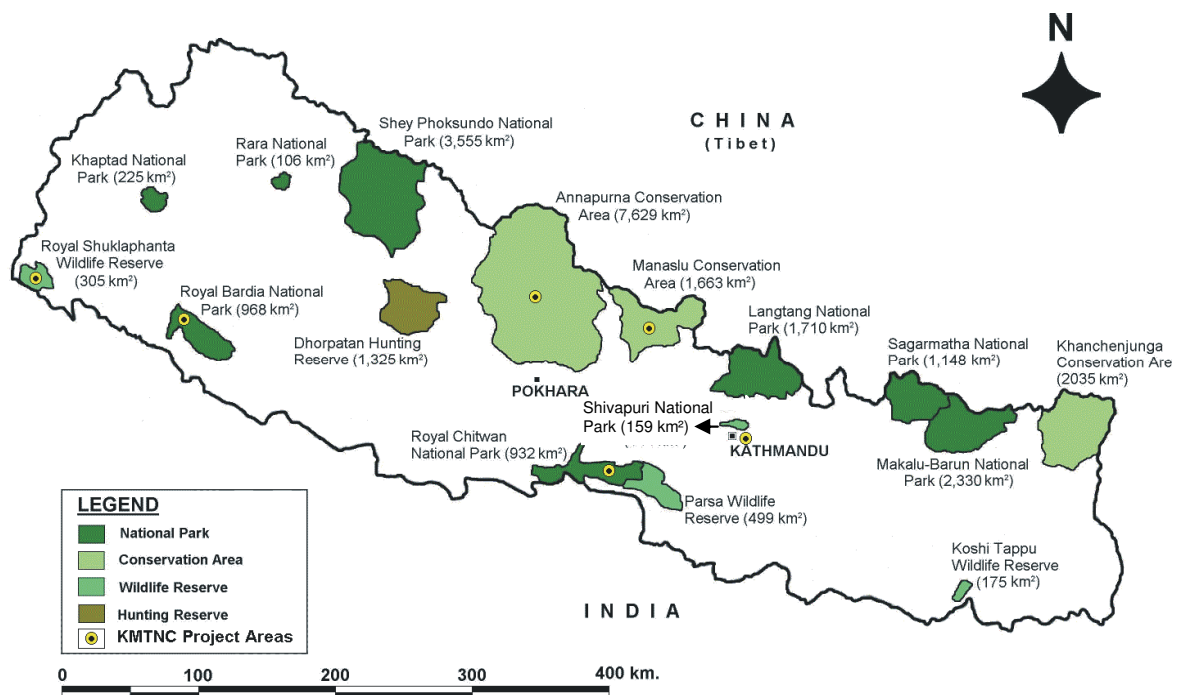 N
CHINA
(Tibet)
Shey Phoksundo National
Park (3,555 km²)
Rara National
Park (106 km²)
Khaptad National
Park (225 km²)
Annapurna Conservation
Area (7,629 km²)
Royal Shuklaphanta
Wildlife Reserve
(305 km²)
Manaslu Conservation
Area (1,663 km²)
Royal Bardia National
Park (968 km²)
Langtang National
Park (1,710 km²)
Dhorpatan Hunting
Reserve (1,325 km²)
Sagarmatha National
Park (1,148 km²)
Khanchenjunga
Conservation Are
(2035 km²)
POKHARA
Shivapuri National
Park (159 km²)
KATHMANDU
Royal Chitwan
National Park (932 km²)
Makalu-Barun National
Park (2,330 km²)
Parsa Wildlife
Reserve (499 km²)
Koshi Tappu
Wildlife Reserve
(175 km²)
INDIA
LEGEND
National Park
Conservation Area
Wildlife Reserve
Hunting Reserve
KMTNC Project Areas
0 100 200 300 400 km.